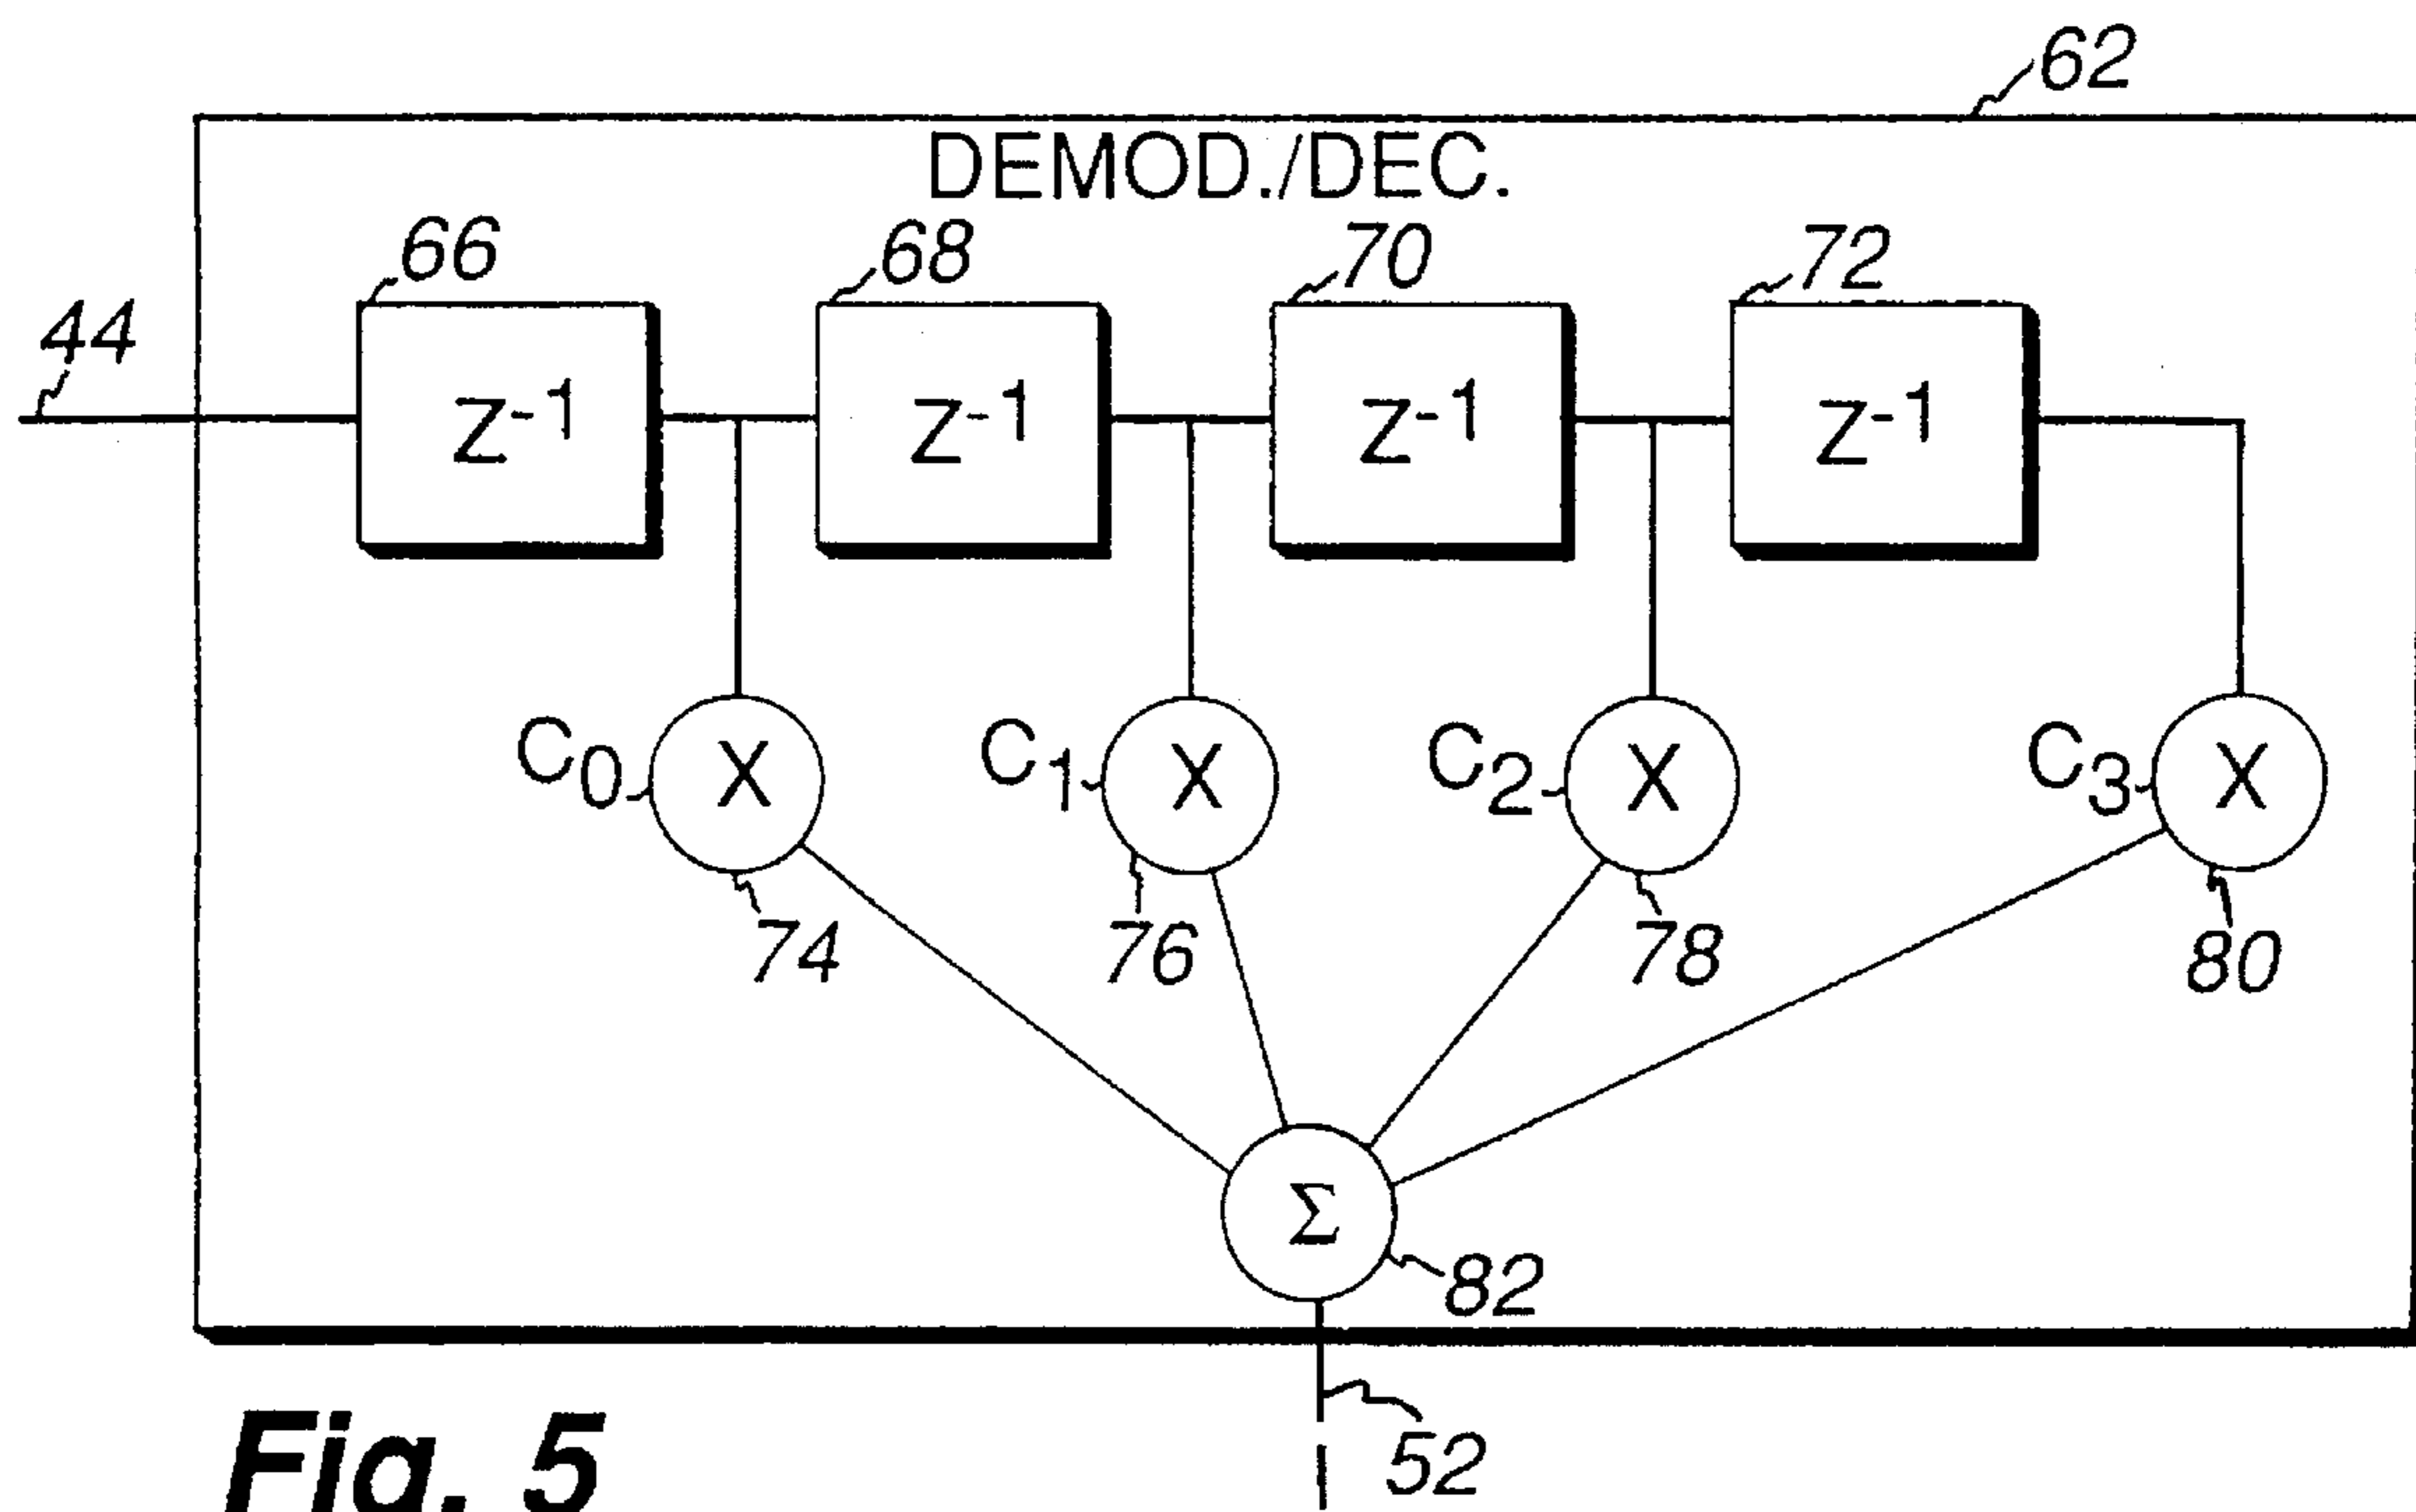 62
DEMOD./DEC.
66 68 70 72
44
Z-1 Z-1 Z-1 Z-1
C0 X C1 X C2 X C3 X
74 76 78 80
Σ
82
52
Fig. 5